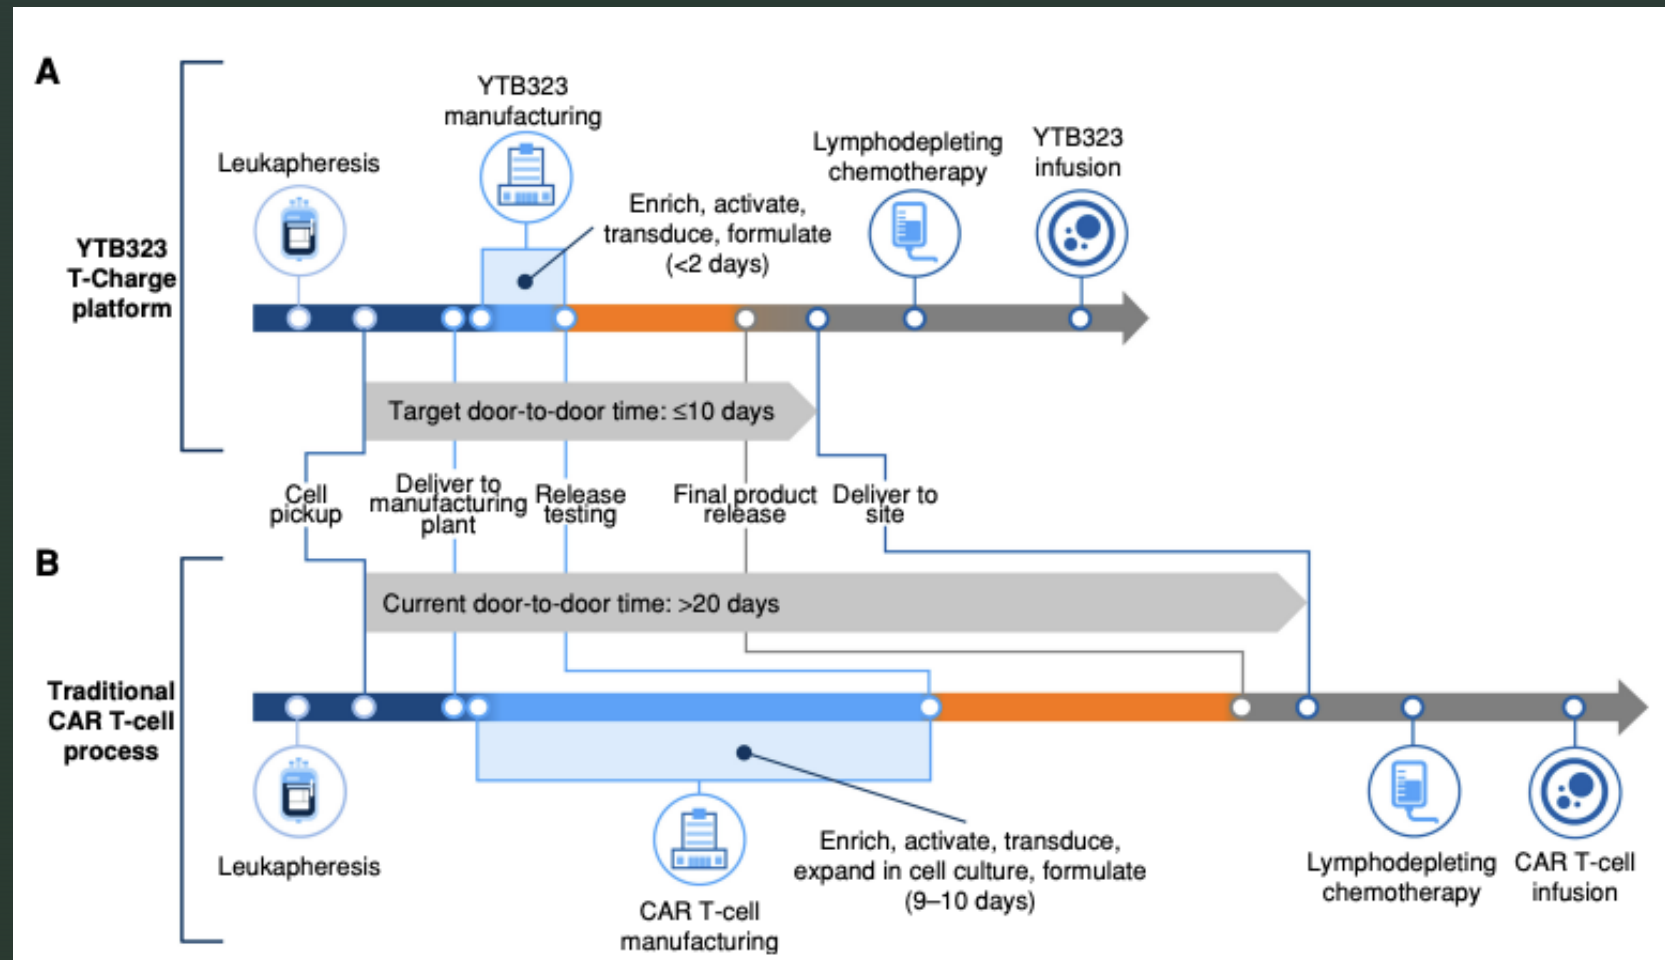 A
YTB323
T-Charge
platform
Leukapheresis
YTB323
manufacturing
Enrich, activate,
transduce, formulate
(<2 days)
Lymphodepleting
chemotherapy
YTB323
infusion
Target door-to-door time: ≤10 days
Cell
pickup
Deliver to
manufacturing
plant
Release
testing
Final product
release
Deliver to
site
B
Traditional
CAR T-cell
process
Current door-to-door time: >20 days
Leukapheresis
CAR T-cell
manufacturing
Enrich, activate, transduce,
expand in cell culture, formulate
(9–10 days)
Lymphodepleting
chemotherapy
CAR T-cell
infusion